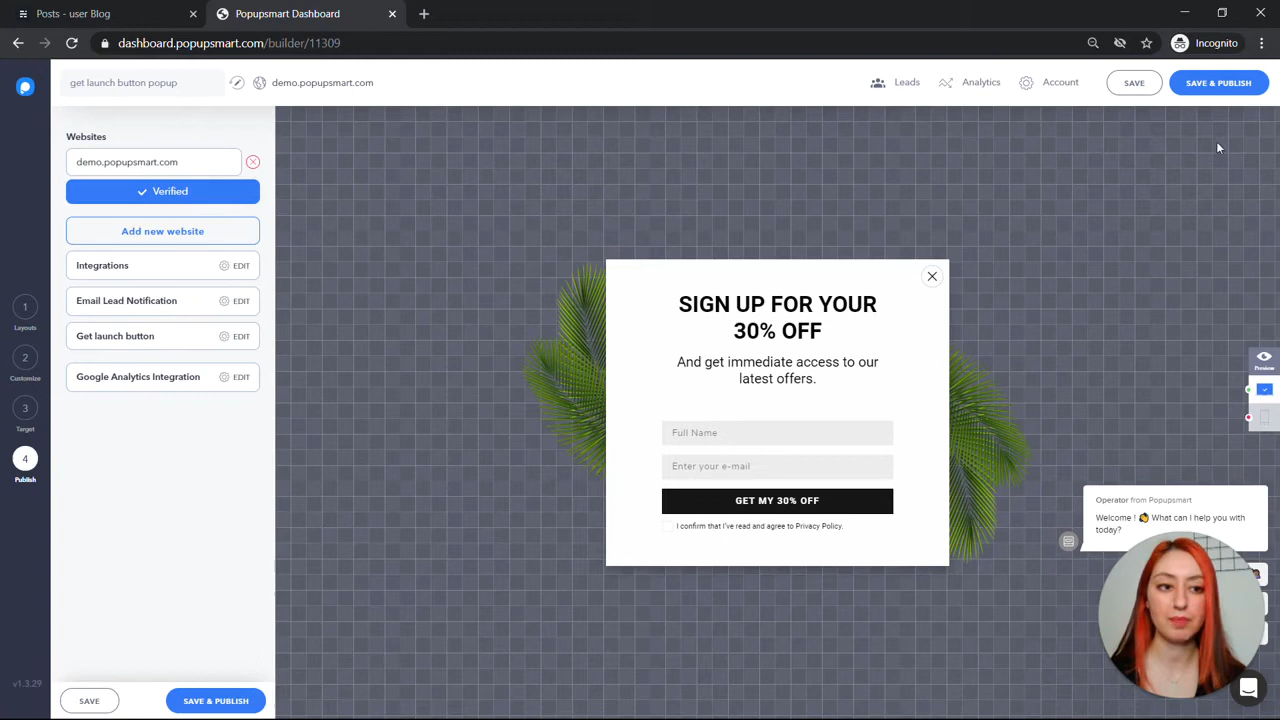 Posts - user Blog
Popupsmart Dashboard
dashboard.popupsmart.com/builder/11309
Incognito
get launch button popup
demo.popupsmart.com
Leads
Analytics
Account
SAVE
SAVE & PUBLISH
Websites
demo.popupsmart.com
Verified
Add new website
Integrations
EDIT
Email Lead Notification
EDIT
Get launch button
EDIT
Google Analytics Integration
EDIT
1
Layouts
2
Customize
3
Target
4
Publish
v1.3.29
SAVE
SAVE & PUBLISH
SIGN UP FOR YOUR
30% OFF
And get immediate access to our
latest offers.
Full Name
Enter your e-mail
GET MY 30% OFF
I confirm that I've read and agree to Privacy Policy.
Preview
Operator from Popupsmart
Welcome ! 👋 What can I help you with
today?